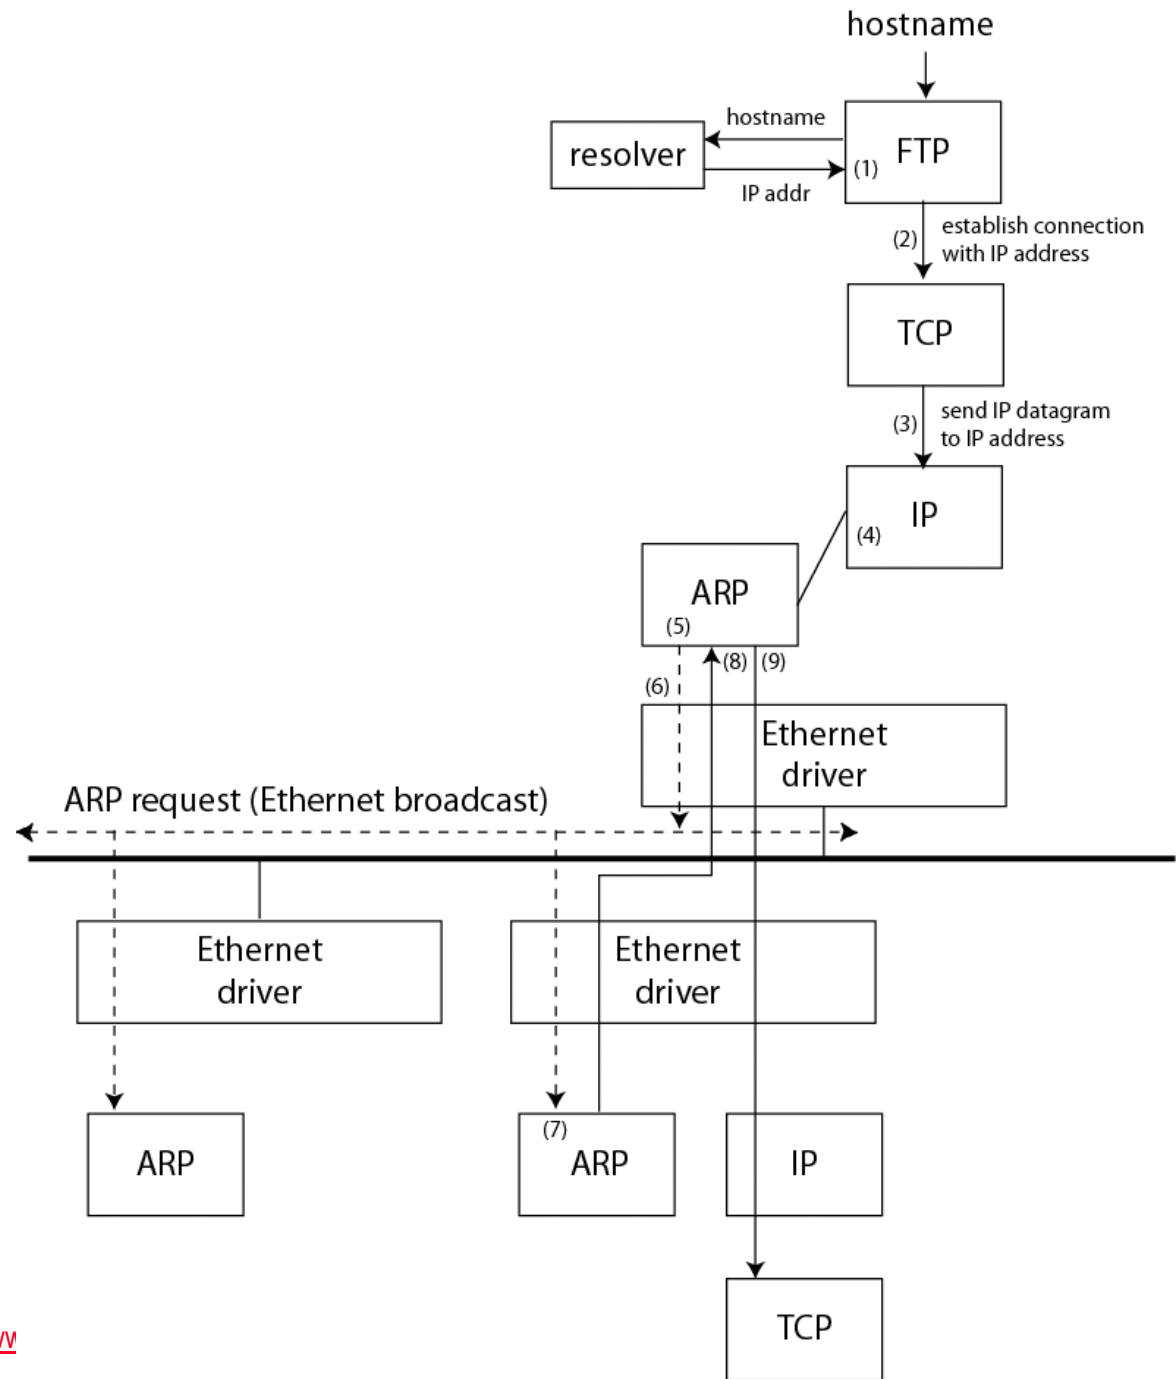 hostname
hostname
resolver
FTP
(1)
IP addr
(2)
establish connection
with IP address
TCP
(3)
send IP datagram
to IP address
IP
(4)
ARP
(5)
(8)
(9)
(6)
Ethernet
driver
ARP request (Ethernet broadcast)
Ethernet
driver
Ethernet
driver
(7)
ARP
ARP
IP
TCP